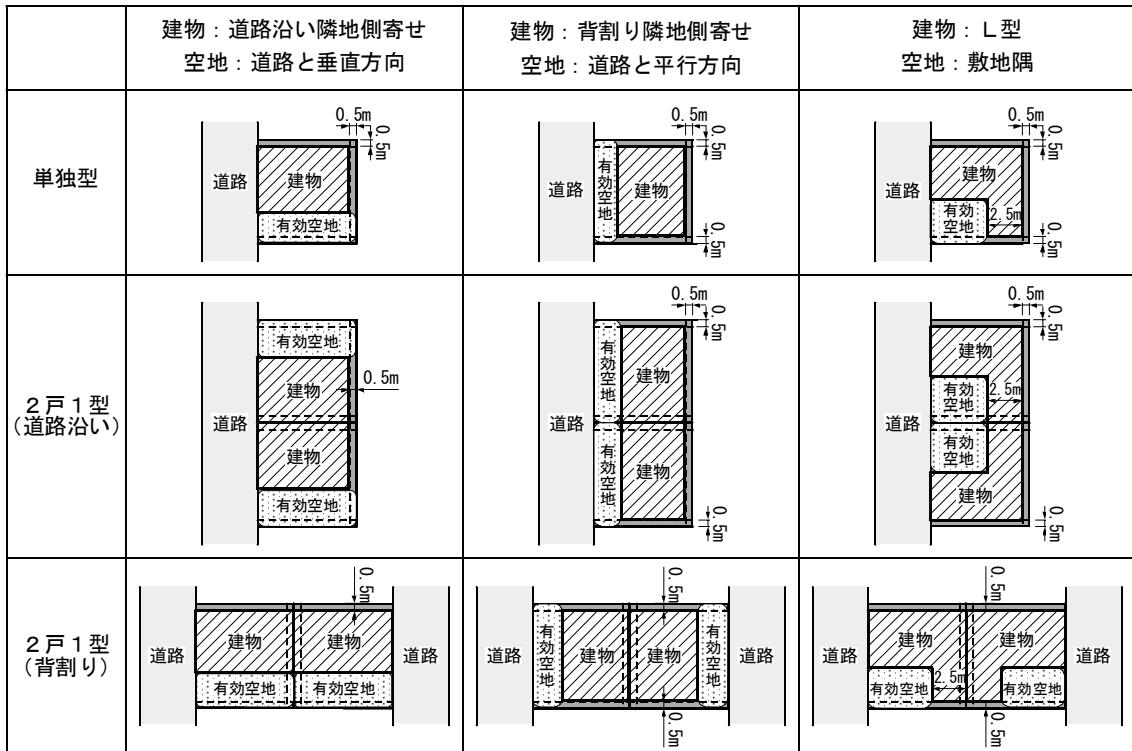 建物：道路沿い隣地側寄せ
空地：道路と垂直方向
建物：背割り隣地側寄せ
空地：道路と平行方向
建物：Ｌ型
空地：敷地隅
単独型
道路
建物
有効空地
0.5m
0.5m
道路
有効空地
建物
0.5m
0.5m
0.5m
道路
建物
有効
空地
2.5m
0.5m
0.5m
0.5m
２戸１型
（道路沿い）
道路
有効空地
建物
0.5m
建物
有効空地
道路
有効空地
建物
有効空地
建物
0.5m
0.5m
0.5m
道路
建物
有効
空地
2.5m
有効
空地
建物
0.5m
0.5m
0.5m
２戸１型
（背割り）
道路
建物
建物
有効空地
有効空地
0.5m
道路
道路
有効空地
建物
建物
有効空地
0.5m
0.5m
道路
道路
建物
建物
有効空地
2.5m
有効空地
0.5m
0.5m
道路